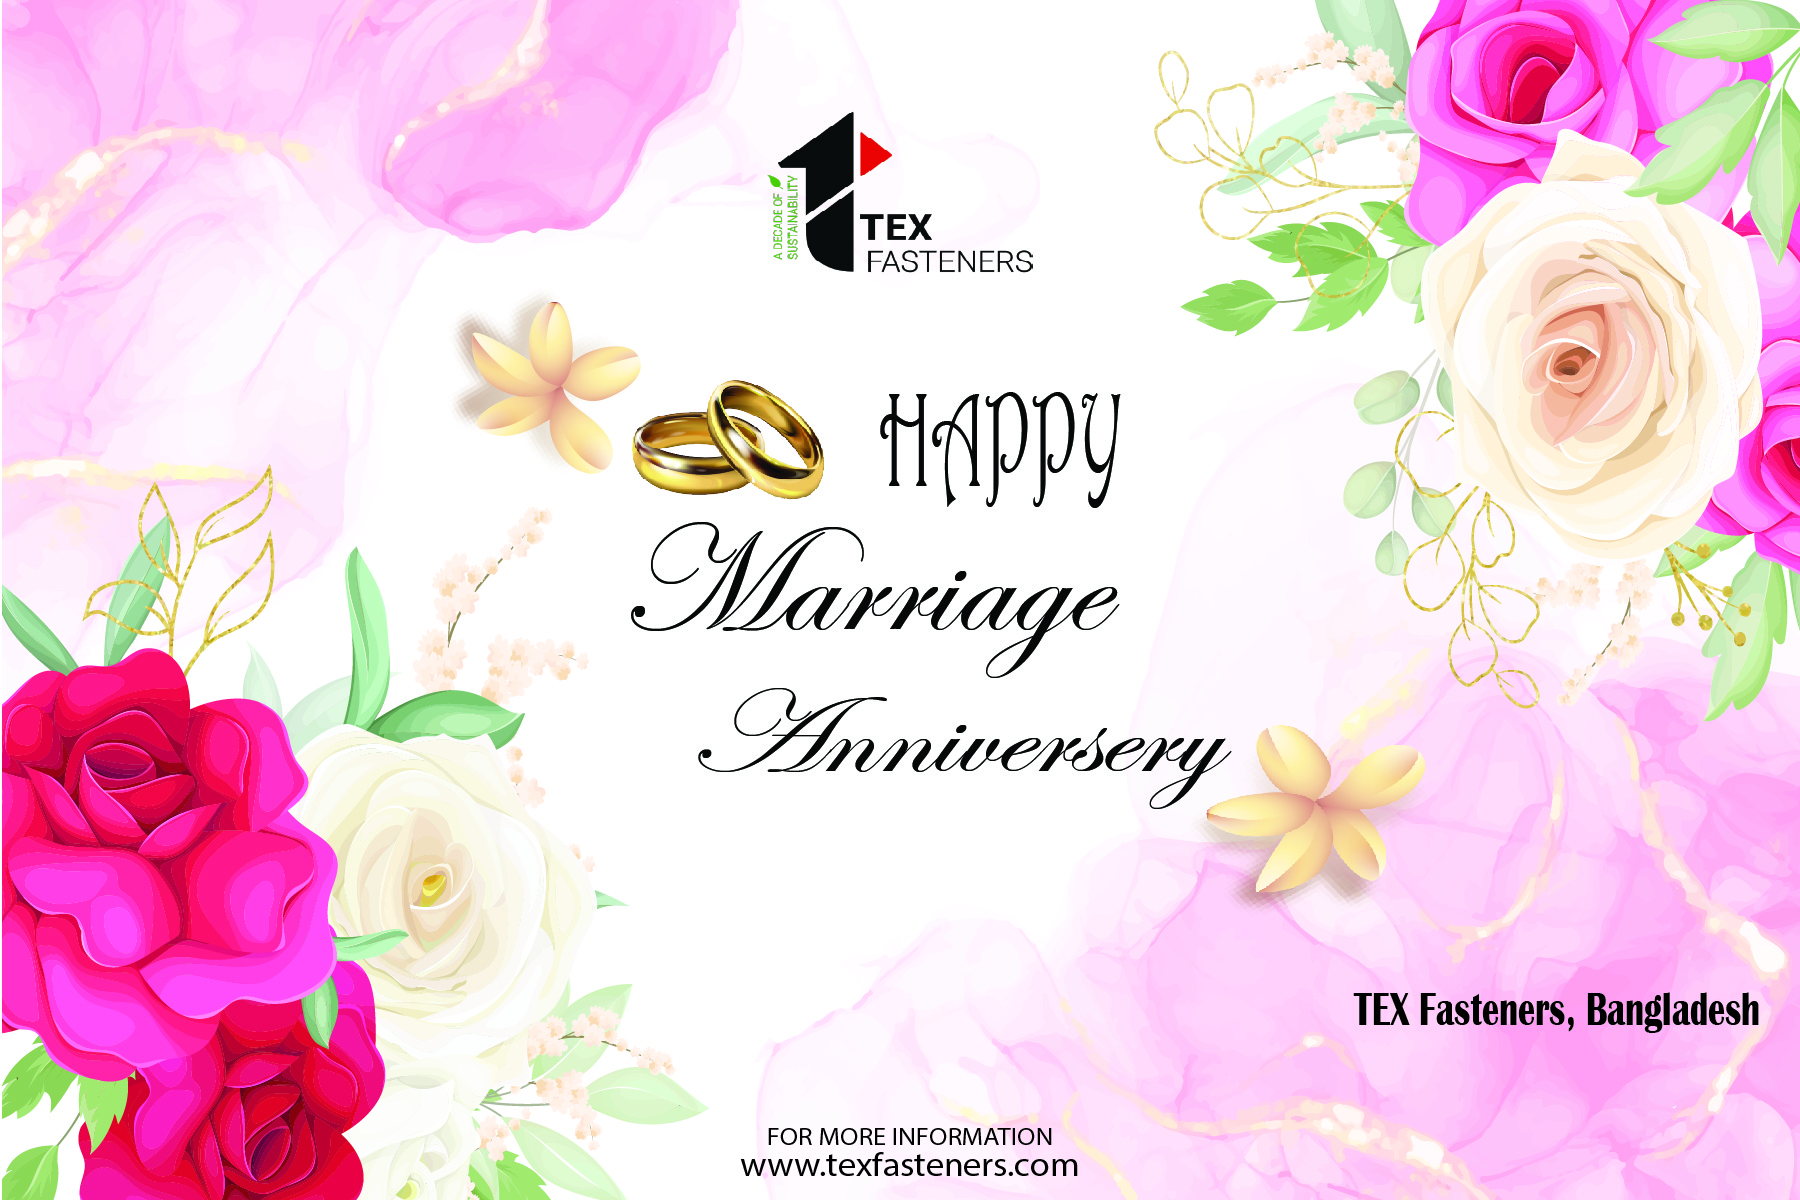 A DECADE OF
SUSTAINABILITY
TEX
FASTENERS
HAPPY
Marriage
Anniversery
TEX Fasteners, Bangladesh
FOR MORE INFORMATION
www.texfasteners.com